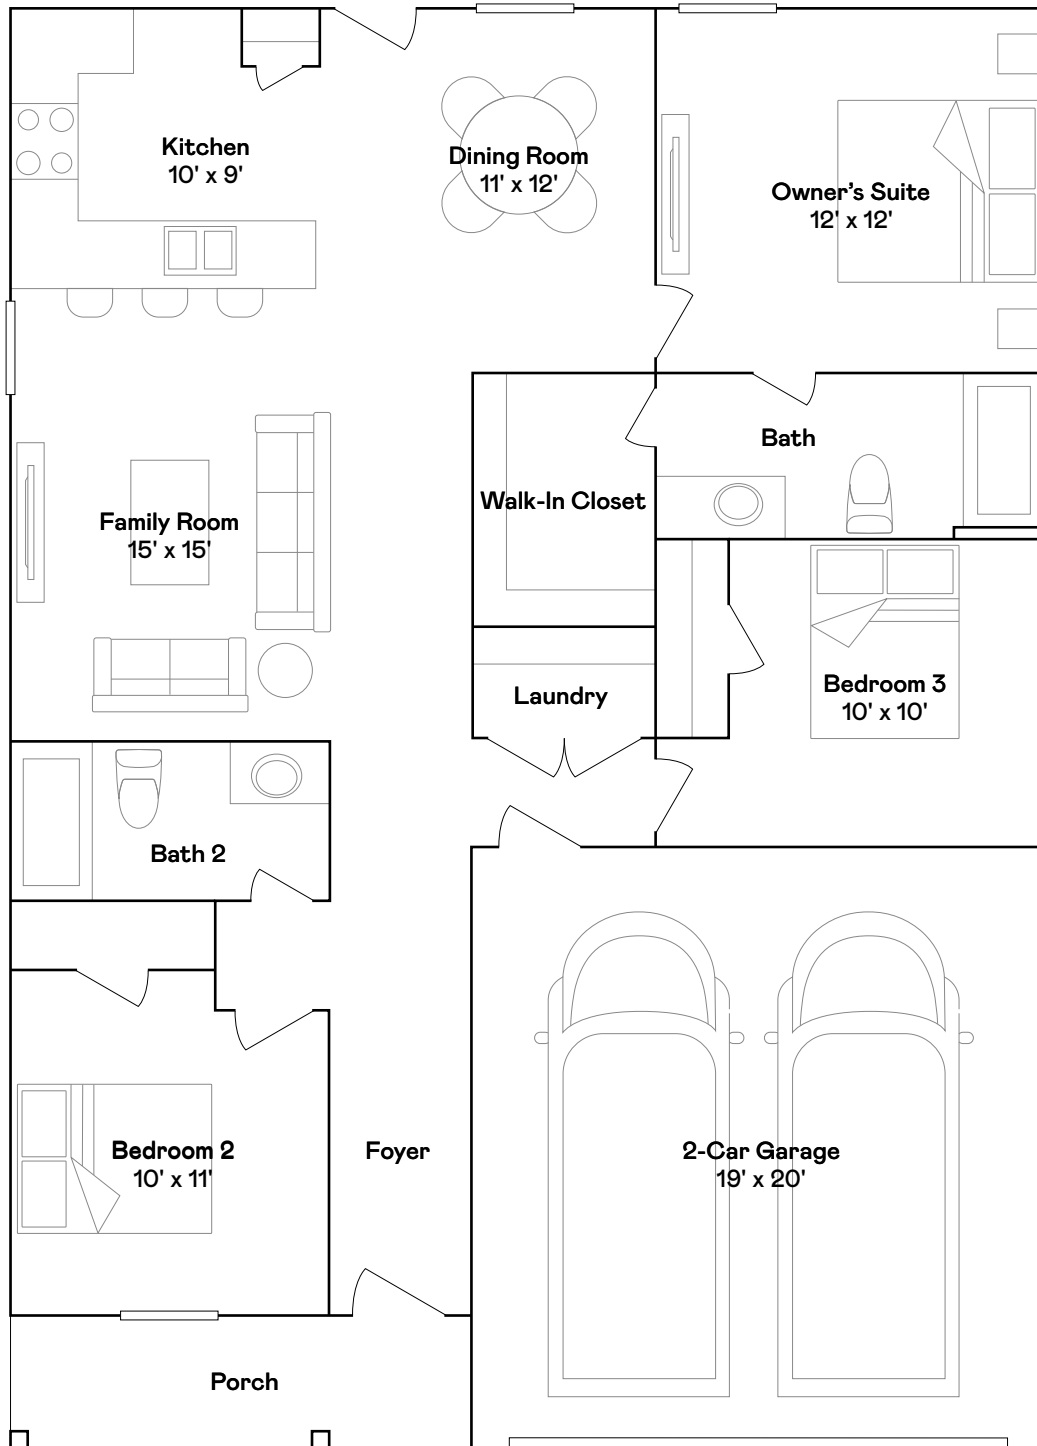 Kitchen
10' x 9'
Dining Room
11' x 12'
Owner’s Suite
12' x 12'
Bath
Walk-In Closet
Family Room
15' x 15'
Laundry
Bedroom 3
10' x 10'
Bath 2
Bedroom 2
10' x 11'
Foyer
2-Car Garage
19' x 20'
Porch